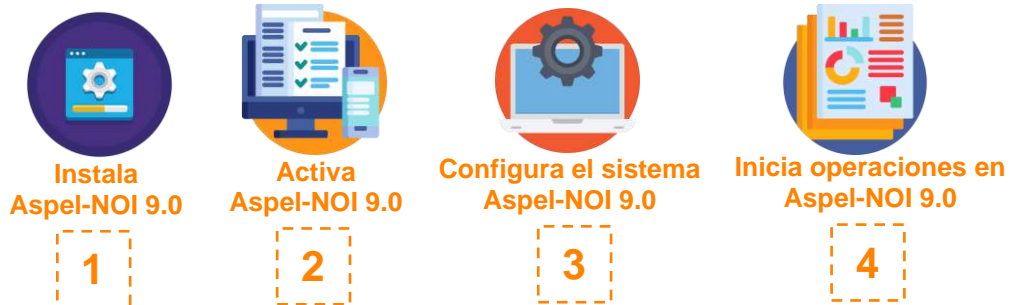 Instala
Aspel-NOI 9.0
1
Activa
Aspel-NOI 9.0
2
Configura el sistema
Aspel-NOI 9.0
3
Inicia operaciones en
Aspel-NOI 9.0
4